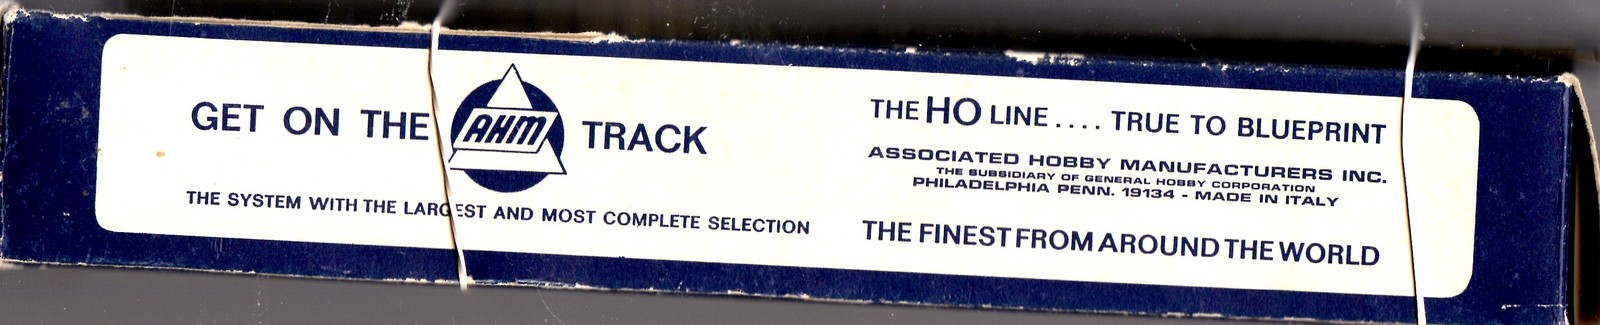 GET ON THE AHM TRACK
THE SYSTEM WITH THE LARGEST AND MOST COMPLETE SELECTION
THE HO LINE .... TRUE TO BLUEPRINT
ASSOCIATED HOBBY MANUFACTURERS INC.
THE SUBSIDIARY OF GENERAL HOBBY CORPORATION
PHILADELPHIA PENN. 19134 - MADE IN ITALY
THE FINEST FROM AROUND THE WORLD